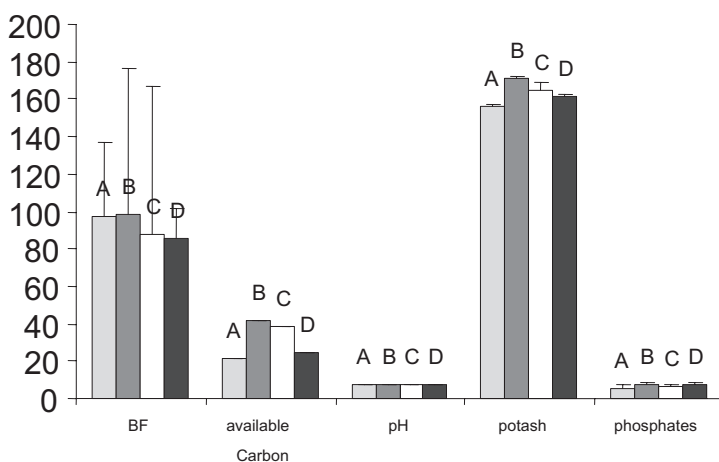 200
180
160
140
120
100
80
60
40
20
0
A B C D
A B C D
A B C D
A B C D
A B C D
BF available Carbon pH potash phosphates